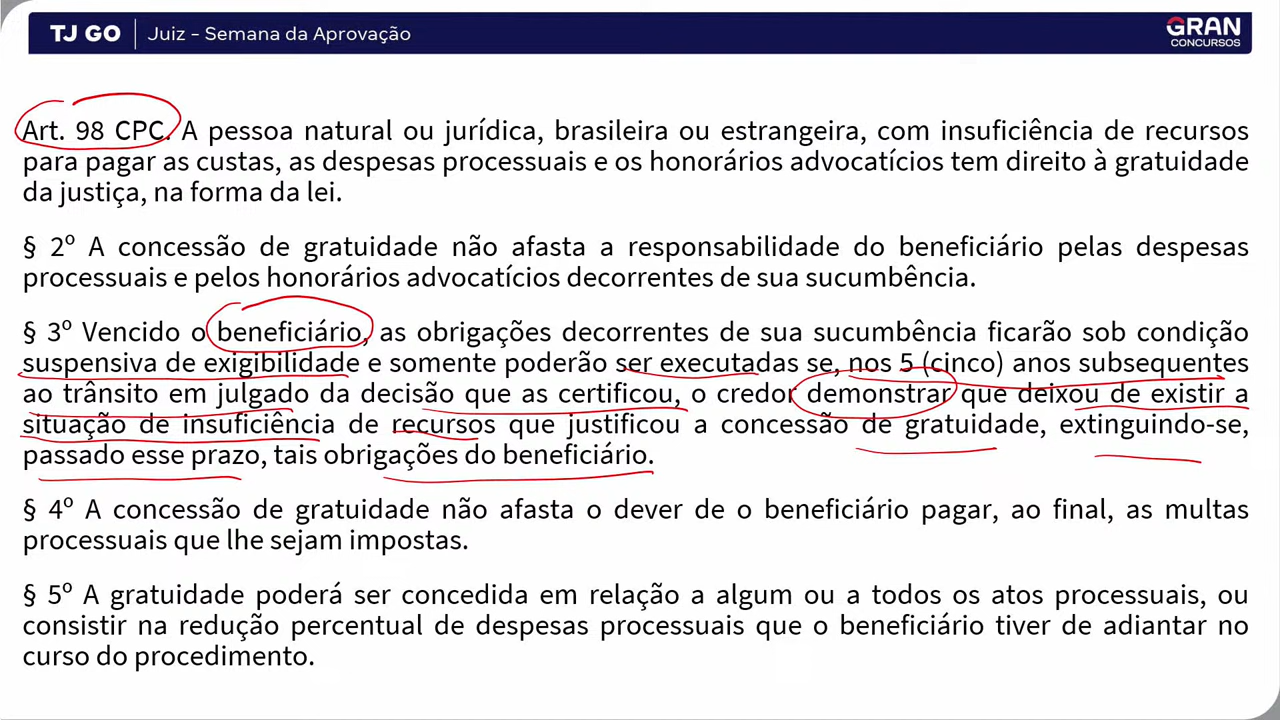 TJ GO
Juiz – Semana da Aprovação
GRAN
CONCURSOS
Art. 98 CPC. A pessoa natural ou jurídica, brasileira ou estrangeira, com insuficiência de recursos
para pagar as custas, as despesas processuais e os honorários advocatícios tem direito à gratuidade
da justiça, na forma da lei.
§ 2º A concessão de gratuidade não afasta a responsabilidade do beneficiário pelas despesas
processuais e pelos honorários advocatícios decorrentes de sua sucumbência.
§ 3º Vencido o beneficiário, as obrigações decorrentes de sua sucumbência ficarão sob condição
suspensiva de exigibilidade e somente poderão ser executadas se, nos 5 (cinco) anos subsequentes
ao trânsito em julgado da decisão que as certificou, o credor demonstrar que deixou de existir a
situação de insuficiência de recursos que justificou a concessão de gratuidade, extinguindo-se,
passado esse prazo, tais obrigações do beneficiário.
§ 4º A concessão de gratuidade não afasta o dever de o beneficiário pagar, ao final, as multas
processuais que lhe sejam impostas.
§ 5º A gratuidade poderá ser concedida em relação a algum ou a todos os atos processuais, ou
consistir na redução percentual de despesas processuais que o beneficiário tiver de adiantar no
curso do procedimento.